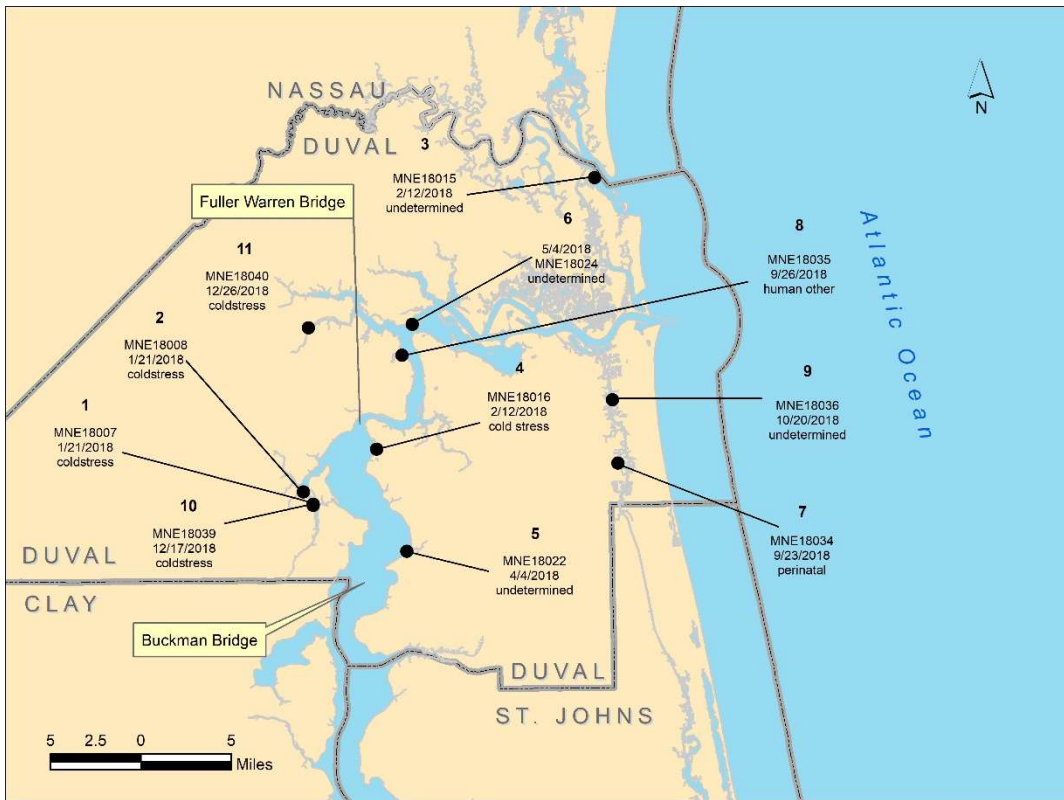 NASSAU
DUVAL
3
MNE18015
2/12/2018
undetermined
Fuller Warren Bridge
6
5/4/2018
MNE18024
undetermined
8
MNE18035
9/26/2018
human other
N
Atlantic Ocean
11
MNE18040
12/26/2018
coldstress
2
MNE18008
1/21/2018
coldstress
4
MNE18016
2/12/2018
cold stress
9
MNE18036
10/20/2018
undetermined
1
MNE18007
1/21/2018
coldstress
10
MNE18039
12/17/2018
coldstress
5
MNE18022
4/4/2018
undetermined
7
MNE18034
9/23/2018
perinatal
DUVAL
CLAY
Buckman Bridge
DUVAL
ST. JOHNS
5 2.5 0 5
Miles